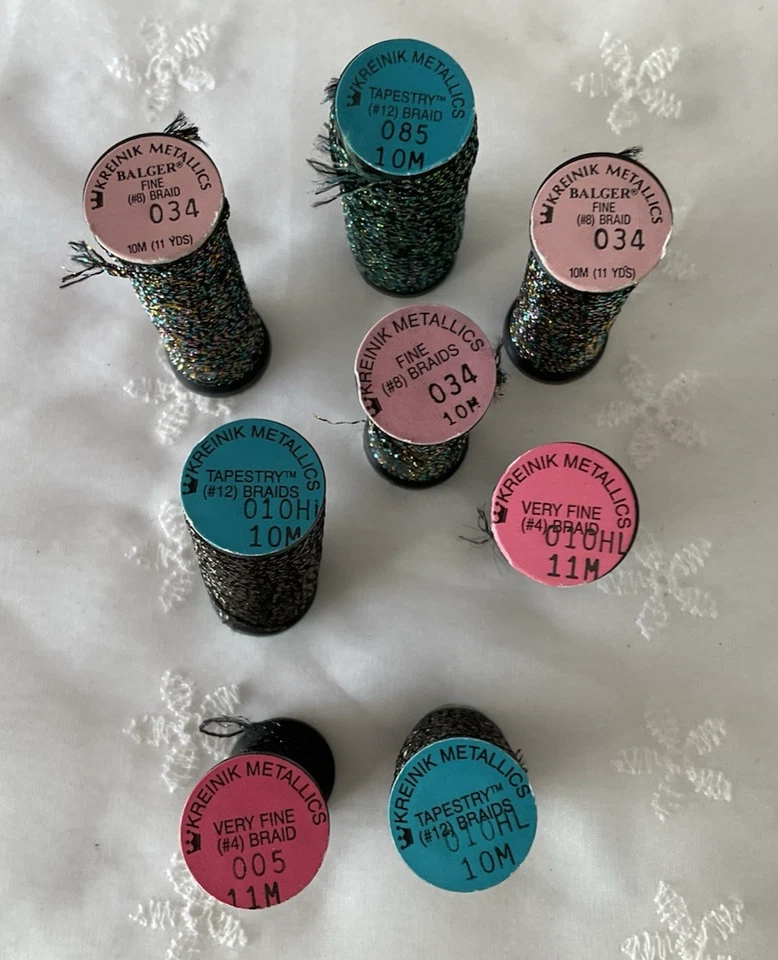 KREINIK METALLICS
TAPESTRY™
(#12) BRAID
085
10M
KREINIK METALLICS
BALGER®
FINE
(#8) BRAID
034
10M (11 YDS)
KREINIK METALLICS
BALGER®
FINE
(#8) BRAID
034
10M (11 YDS)
KREINIK METALLICS
FINE
(#8) BRAIDS
034
10M
KREINIK METALLICS
TAPESTRY™
(#12) BRAIDS
010HL
10M
KREINIK METALLICS
VERY FINE
(#4) BRAID
010HL
11M
KREINIK METALLICS
VERY FINE
(#4) BRAID
005
11M
KREINIK METALLICS
TAPESTRY™
(#12) BRAIDS
010HL
10M